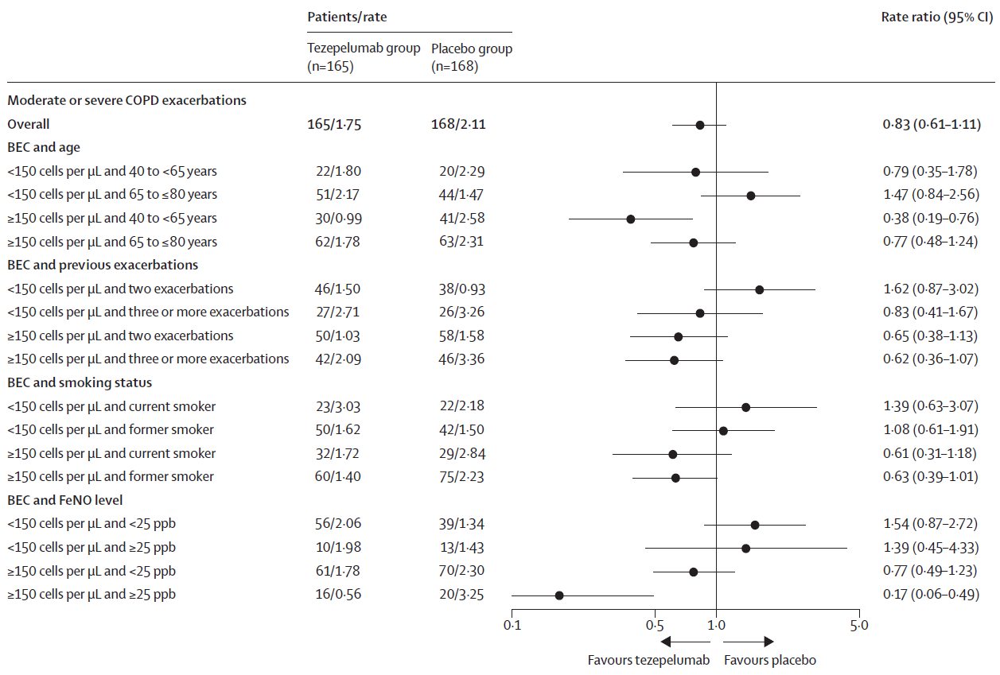 Patients/rate Rate ratio (95% CI)
Tezepelumab group Placebo group
(n=165) (n=168)
Moderate or severe COPD exacerbations
Overall 165/1·75 168/2·11 0·83 (0·61–1·11)
BEC and age
<150 cells per μL and 40 to <65 years 22/1·80 20/2·29 0·79 (0·35–1·78)
<150 cells per μL and 65 to ≤80 years 51/2·17 44/1·47 1·47 (0·84–2·56)
≥150 cells per μL and 40 to <65 years 30/0·99 41/2·58 0·38 (0·19–0·76)
≥150 cells per μL and 65 to ≤80 years 62/1·78 63/2·31 0·77 (0·48–1·24)
BEC and previous exacerbations
<150 cells per μL and two exacerbations 46/1·50 38/0·93 1·62 (0·87–3·02)
<150 cells per μL and three or more exacerbations 27/2·71 26/3·26 0·83 (0·41–1·67)
≥150 cells per μL and two exacerbations 50/1·03 58/1·58 0·65 (0·38–1·13)
≥150 cells per μL and three or more exacerbations 42/2·09 46/3·36 0·62 (0·36–1·07)
BEC and smoking status
<150 cells per μL and current smoker 23/3·03 22/2·18 1·39 (0·63–3·07)
<150 cells per μL and former smoker 50/1·62 42/1·50 1·08 (0·61–1·91)
≥150 cells per μL and current smoker 32/1·72 29/2·84 0·61 (0·31–1·18)
≥150 cells per μL and former smoker 60/1·40 75/2·23 0·63 (0·39–1·01)
BEC and FeNO level
<150 cells per μL and <25 ppb 56/2·06 39/1·34 1·54 (0·87–2·72)
<150 cells per μL and ≥25 ppb 10/1·98 13/1·43 1·39 (0·45–4·33)
≥150 cells per μL and <25 ppb 61/1·78 70/2·30 0·77 (0·49–1·23)
≥150 cells per μL and ≥25 ppb 16/0·56 20/3·25 0·17 (0·06–0·49)
0·1 0·5 1·0 5·0
Favours tezepelumab Favours placebo